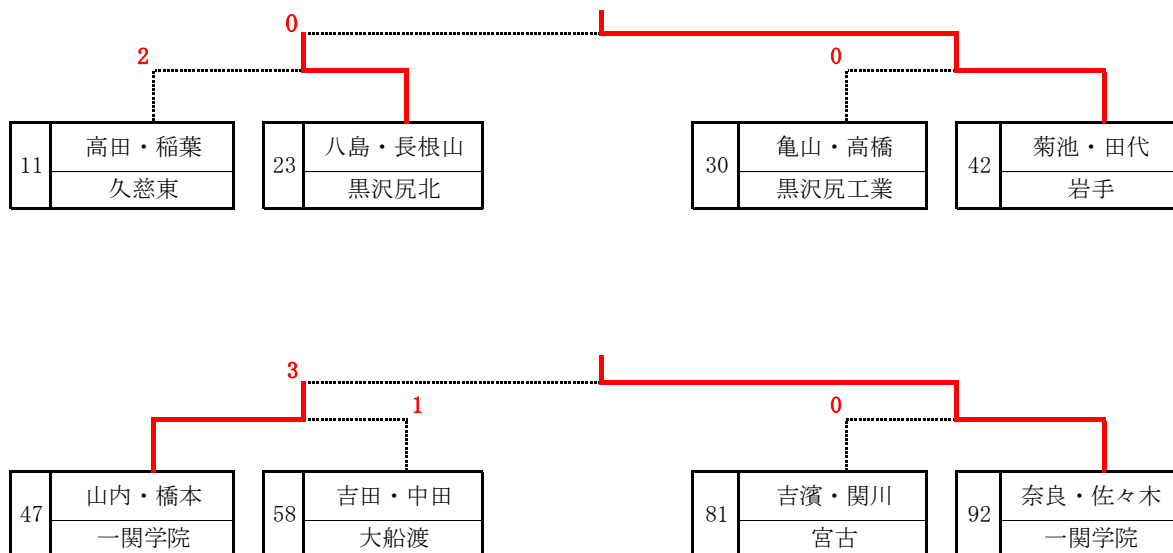 0
2
0
11
高田・稲葉
久慈東
23
八島・長根山
黒沢尻北
30
亀山・高橋
黒沢尻工業
42
菊池・田代
岩手
3
1
0
47
山内・橋本
一関学院
58
吉田・中田
大船渡
81
吉濱・関川
宮古
92
奈良・佐々木
一関学院